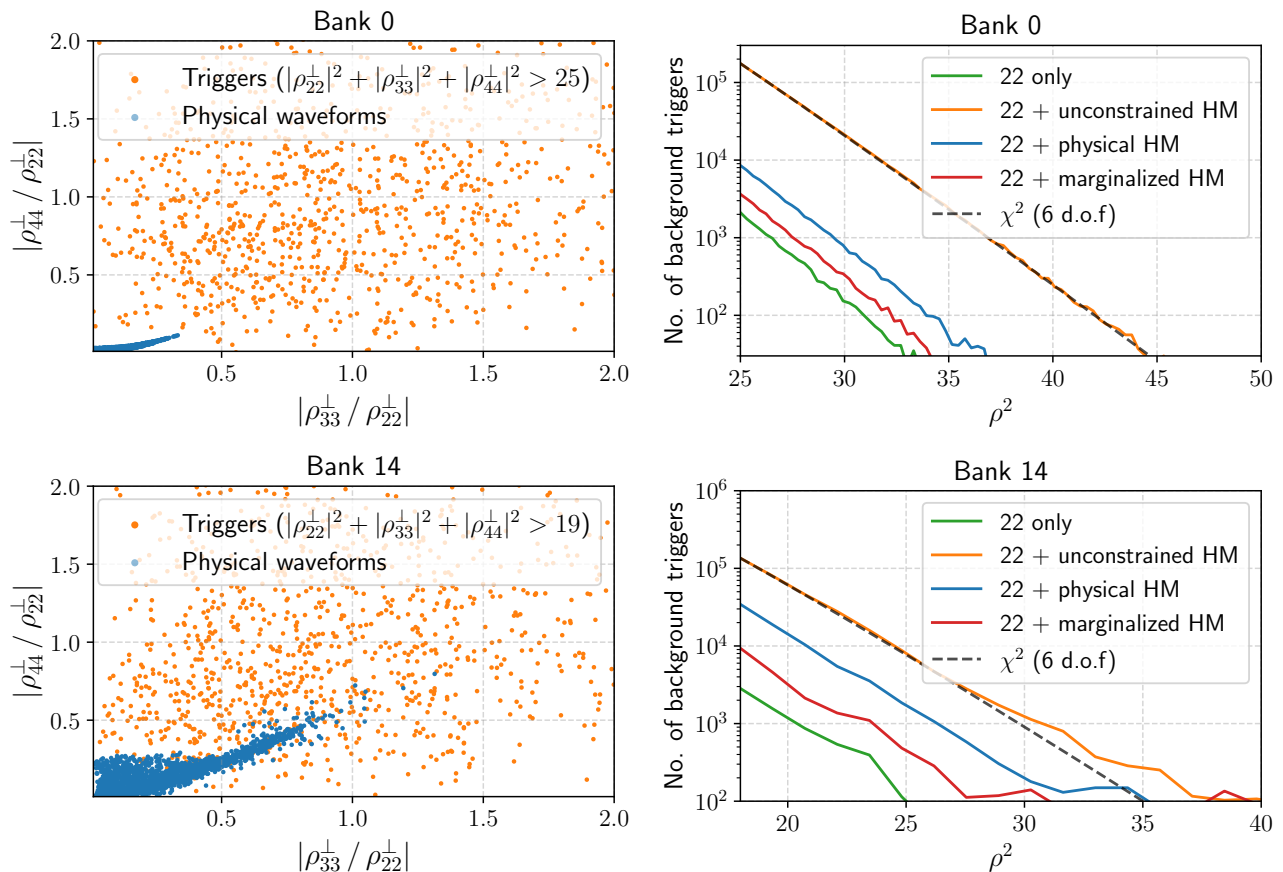 Bank 0
2.0
1.5
1.0
0.5
|ρ⊥44 / ρ⊥22|
Triggers (|ρ⊥22|² + |ρ⊥33|² + |ρ⊥44|² > 25)
Physical waveforms
0.5 1.0 1.5 2.0
|ρ⊥33 / ρ⊥22|
Bank 0
No. of background triggers
10⁵
10⁴
10³
10²
22 only
22 + unconstrained HM
22 + physical HM
22 + marginalized HM
χ² (6 d.o.f)
25 30 35 40 45 50
ρ²
Bank 14
2.0
1.5
1.0
0.5
|ρ⊥44 / ρ⊥22|
Triggers (|ρ⊥22|² + |ρ⊥33|² + |ρ⊥44|² > 19)
Physical waveforms
0.5 1.0 1.5 2.0
|ρ⊥33 / ρ⊥22|
Bank 14
No. of background triggers
10⁶
10⁵
10⁴
10³
10²
22 only
22 + unconstrained HM
22 + physical HM
22 + marginalized HM
χ² (6 d.o.f)
20 25 30 35 40
ρ²